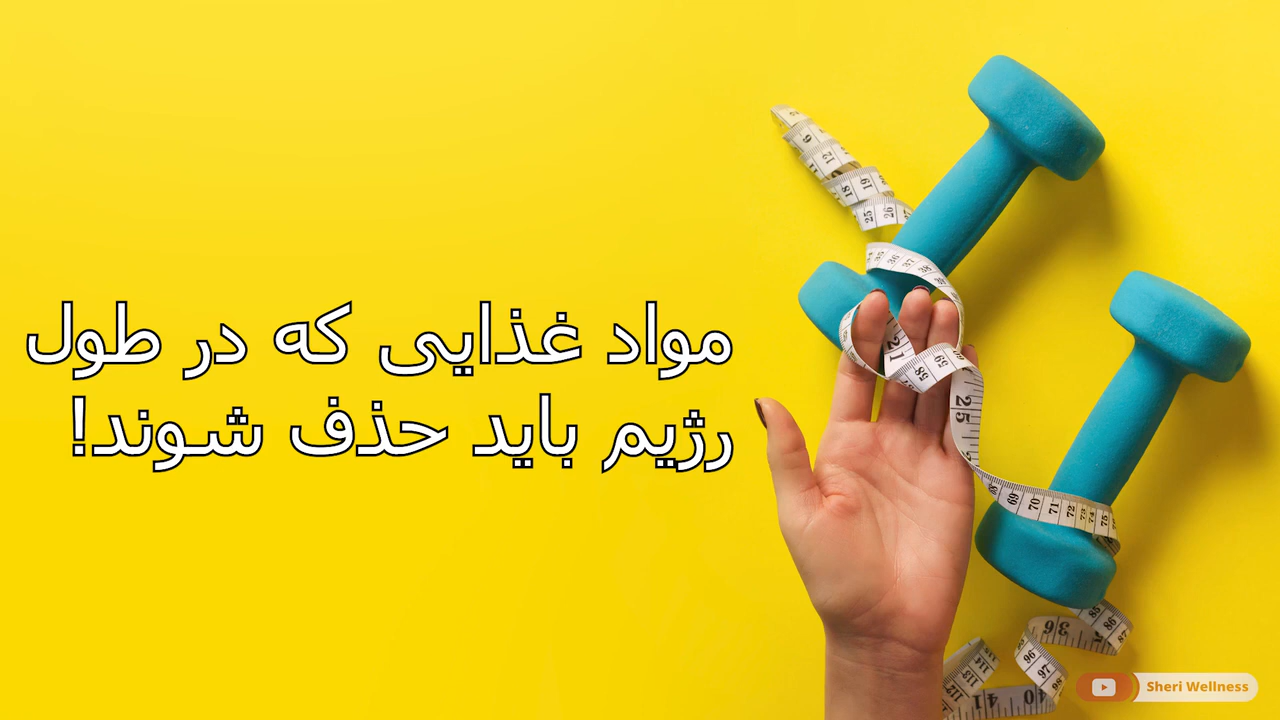 مواد غذایی که در طول
رژیم باید حذف شوند!
Sheri Wellness